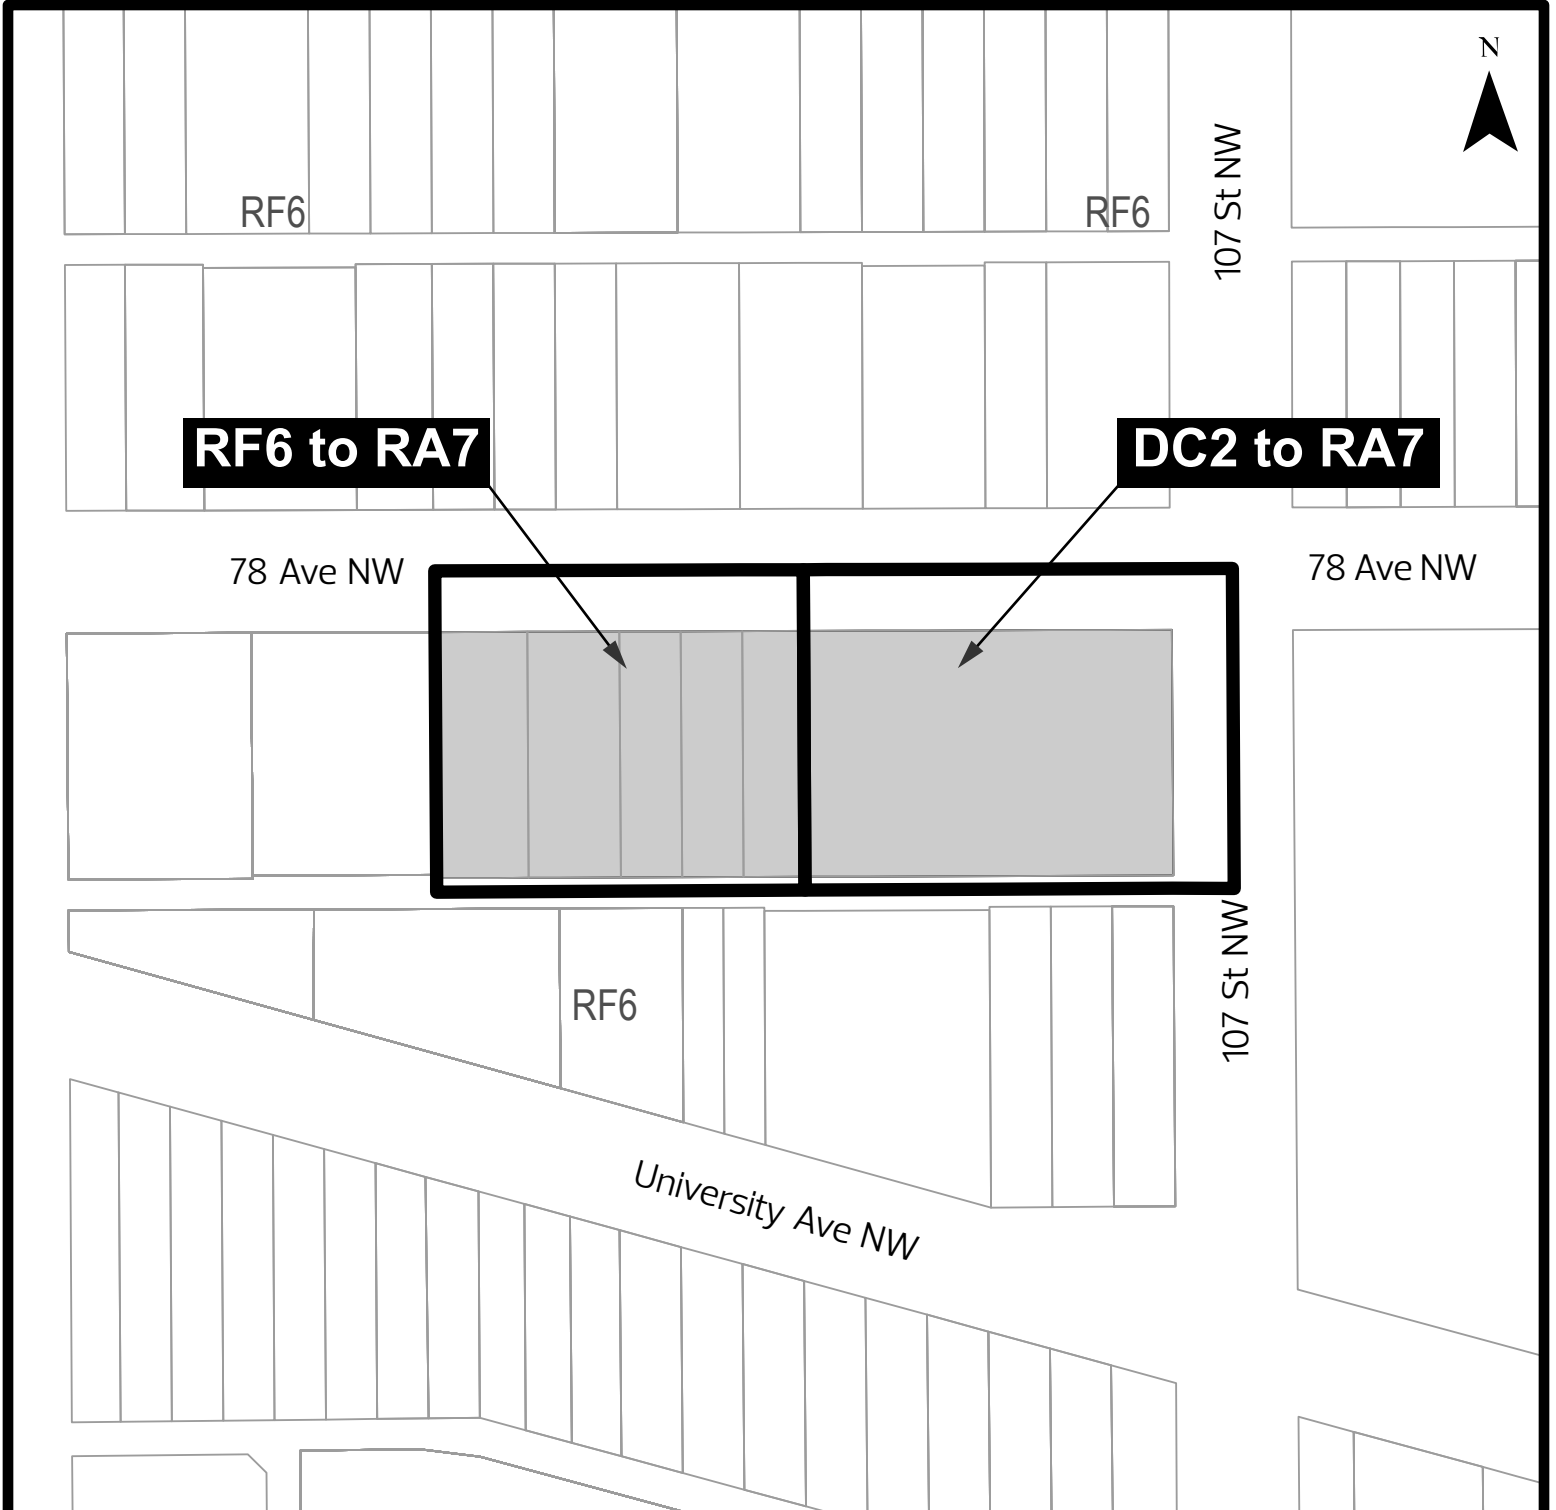 N
107 St NW
RF6
RF6
RF6 to RA7
DC2 to RA7
78 Ave NW
78 Ave NW
107 St NW
RF6
University Ave NW